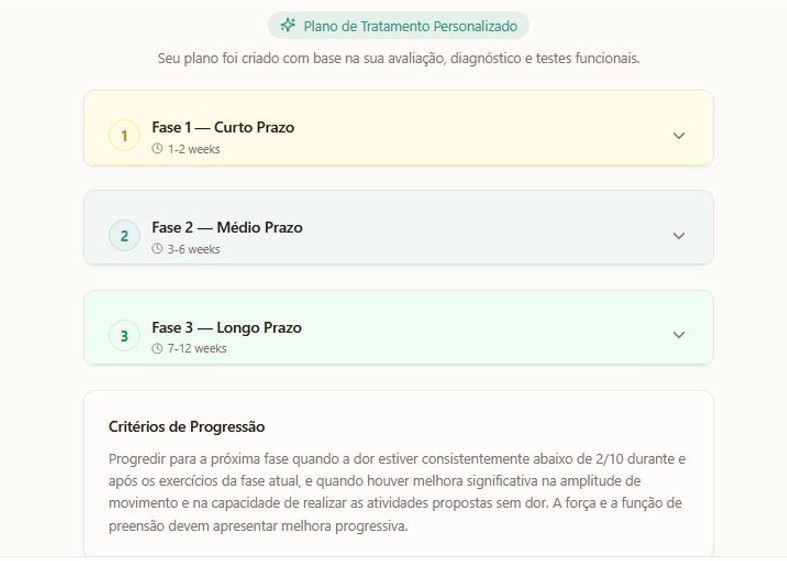 Plano de Tratamento Personalizado
Seu plano foi criado com base na sua avaliação, diagnóstico e testes funcionais.
1
Fase 1 — Curto Prazo
1-2 weeks
2
Fase 2 — Médio Prazo
3-6 weeks
3
Fase 3 — Longo Prazo
7-12 weeks
Critérios de Progressão
Progredir para a próxima fase quando a dor estiver consistentemente abaixo de 2/10 durante e
após os exercícios da fase atual, e quando houver melhora significativa na amplitude de
movimento e na capacidade de realizar as atividades propostas sem dor. A força e a função de
preensão devem apresentar melhora progressiva.